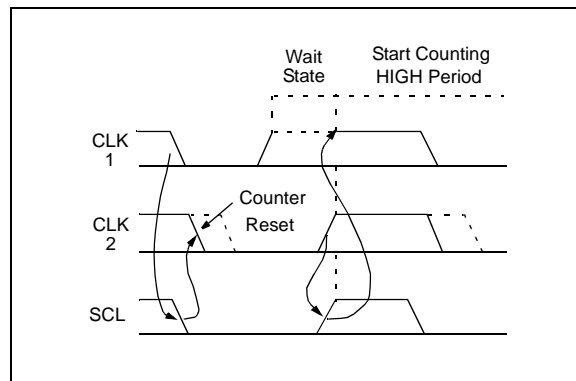 Wait
State
Start Counting
HIGH Period
CLK
1
Counter
Reset
CLK
2
SCL